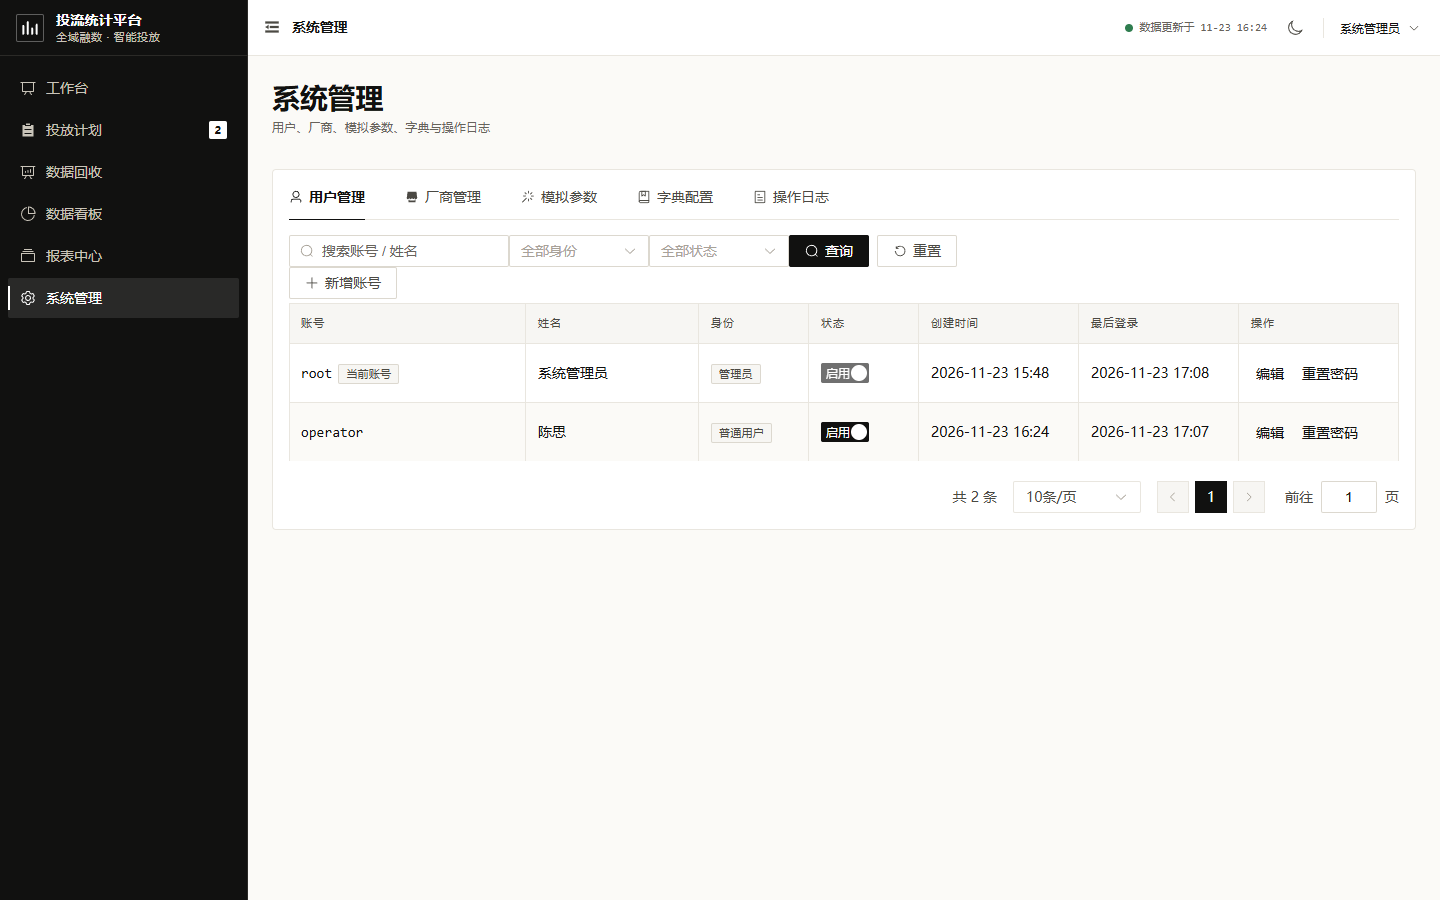 投流统计平台
全域融数 · 智能投放
工作台
投放计划 2
数据回收
数据看板
报表中心
系统管理
系统管理
数据更新于 11-23 16:24
系统管理员
系统管理
用户、厂商、模拟参数、字典与操作日志
用户管理 厂商管理 模拟参数 字典配置 操作日志
搜索账号 / 姓名 全部身份 全部状态 查询 重置
新增账号
账号 姓名 身份 状态 创建时间 最后登录 操作
root 当前账号 系统管理员 管理员 启用 2026-11-23 15:48 2026-11-23 17:08 编辑 重置密码
operator 陈思 普通用户 启用 2026-11-23 16:24 2026-11-23 17:07 编辑 重置密码
共 2 条 10条/页 1 前往 1 页